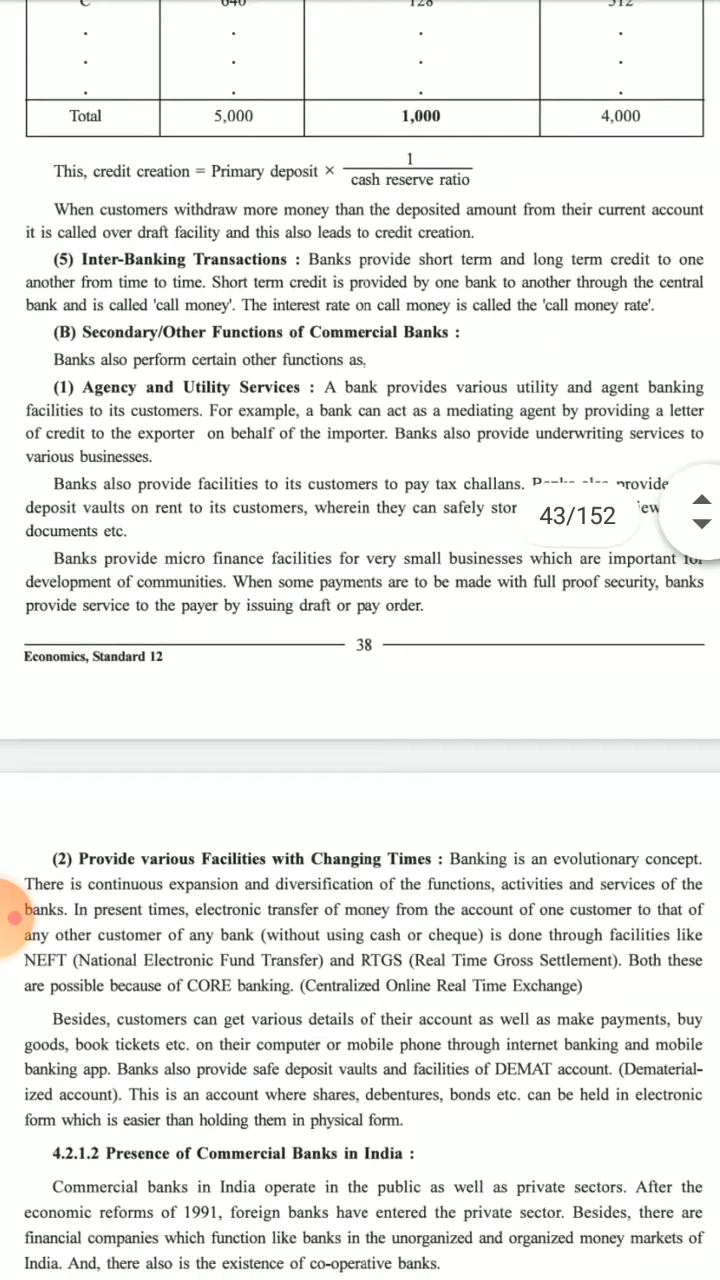 C 640 128 512
. . . .
. . . .
. . . .
Total 5,000 1,000 4,000
This, credit creation = Primary deposit × 1
cash reserve ratio
When customers withdraw more money than the deposited amount from their current account
it is called over draft facility and this also leads to credit creation.
(5) Inter-Banking Transactions : Banks provide short term and long term credit to one
another from time to time. Short term credit is provided by one bank to another through the central
bank and is called 'call money'. The interest rate on call money is called the 'call money rate'.
(B) Secondary/Other Functions of Commercial Banks :
Banks also perform certain other functions as,
(1) Agency and Utility Services : A bank provides various utility and agent banking
facilities to its customers. For example, a bank can act as a mediating agent by providing a letter
of credit to the exporter on behalf of the importer. Banks also provide underwriting services to
various businesses.
Banks also provide facilities to its customers to pay tax challans. Banks also provide
deposit vaults on rent to its customers, wherein they can safely
43/152
documents etc.
Banks provide micro finance facilities for very small businesses which are important for
development of communities. When some payments are to be made with full proof security, banks
provide service to the payer by issuing draft or pay order.
38
Economics, Standard 12
(2) Provide various Facilities with Changing Times : Banking is an evolutionary concept.
There is continuous expansion and diversification of the functions, activities and services of the
banks. In present times, electronic transfer of money from the account of one customer to that of
any other customer of any bank (without using cash or cheque) is done through facilities like
NEFT (National Electronic Fund Transfer) and RTGS (Real Time Gross Settlement). Both these
are possible because of CORE banking. (Centralized Online Real Time Exchange)
Besides, customers can get various details of their account as well as make payments, buy
goods, book tickets etc. on their computer or mobile phone through internet banking and mobile
banking app. Banks also provide safe deposit vaults and facilities of DEMAT account. (Demateriali-
ized account). This is an account where shares, debentures, bonds etc. can be held in electronic
form which is easier than holding them in physical form.
4.2.1.2 Presence of Commercial Banks in India :
Commercial banks in India operate in the public as well as private sectors. After the
economic reforms of 1991, foreign banks have entered the private sector. Besides, there are
financial companies which function like banks in the unorganized and organized money markets of
India. And, there also is the existence of co-operative banks.